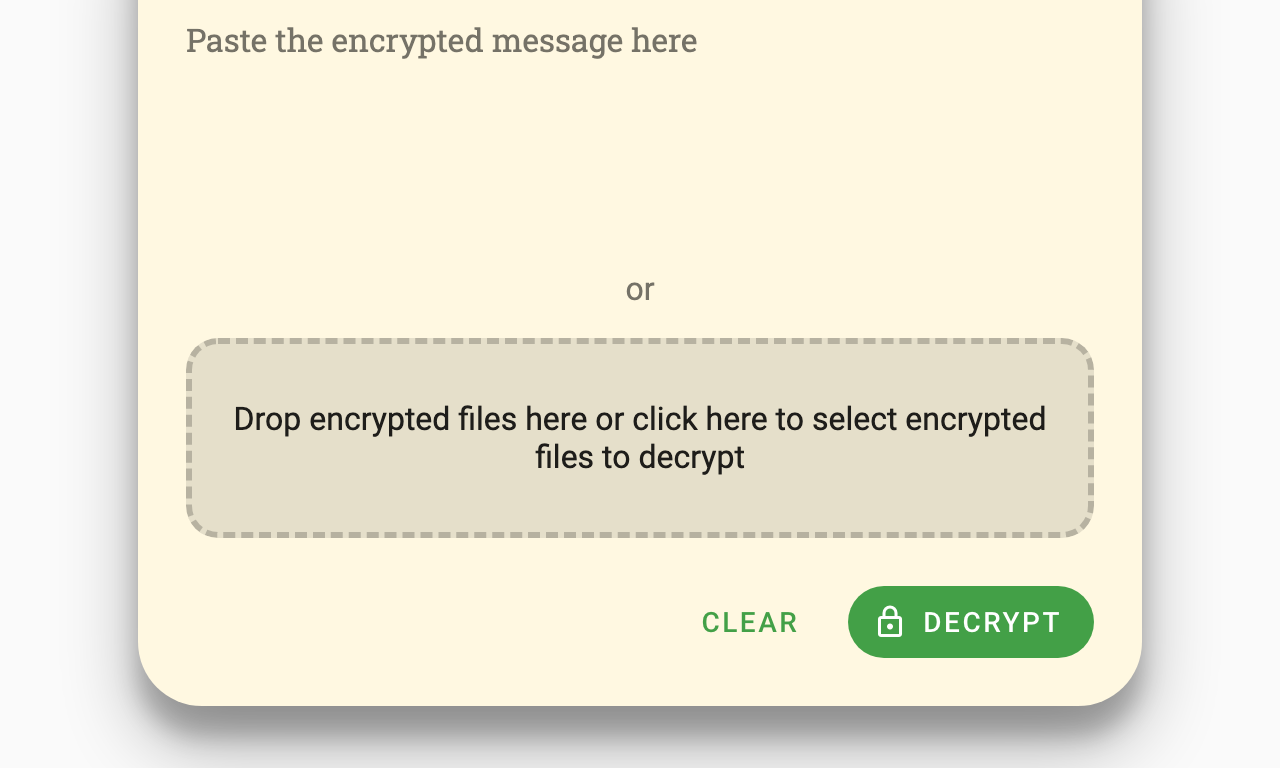 Paste the encrypted message here
or
Drop encrypted files here or click here to select encrypted
files to decrypt
CLEAR
DECRYPT